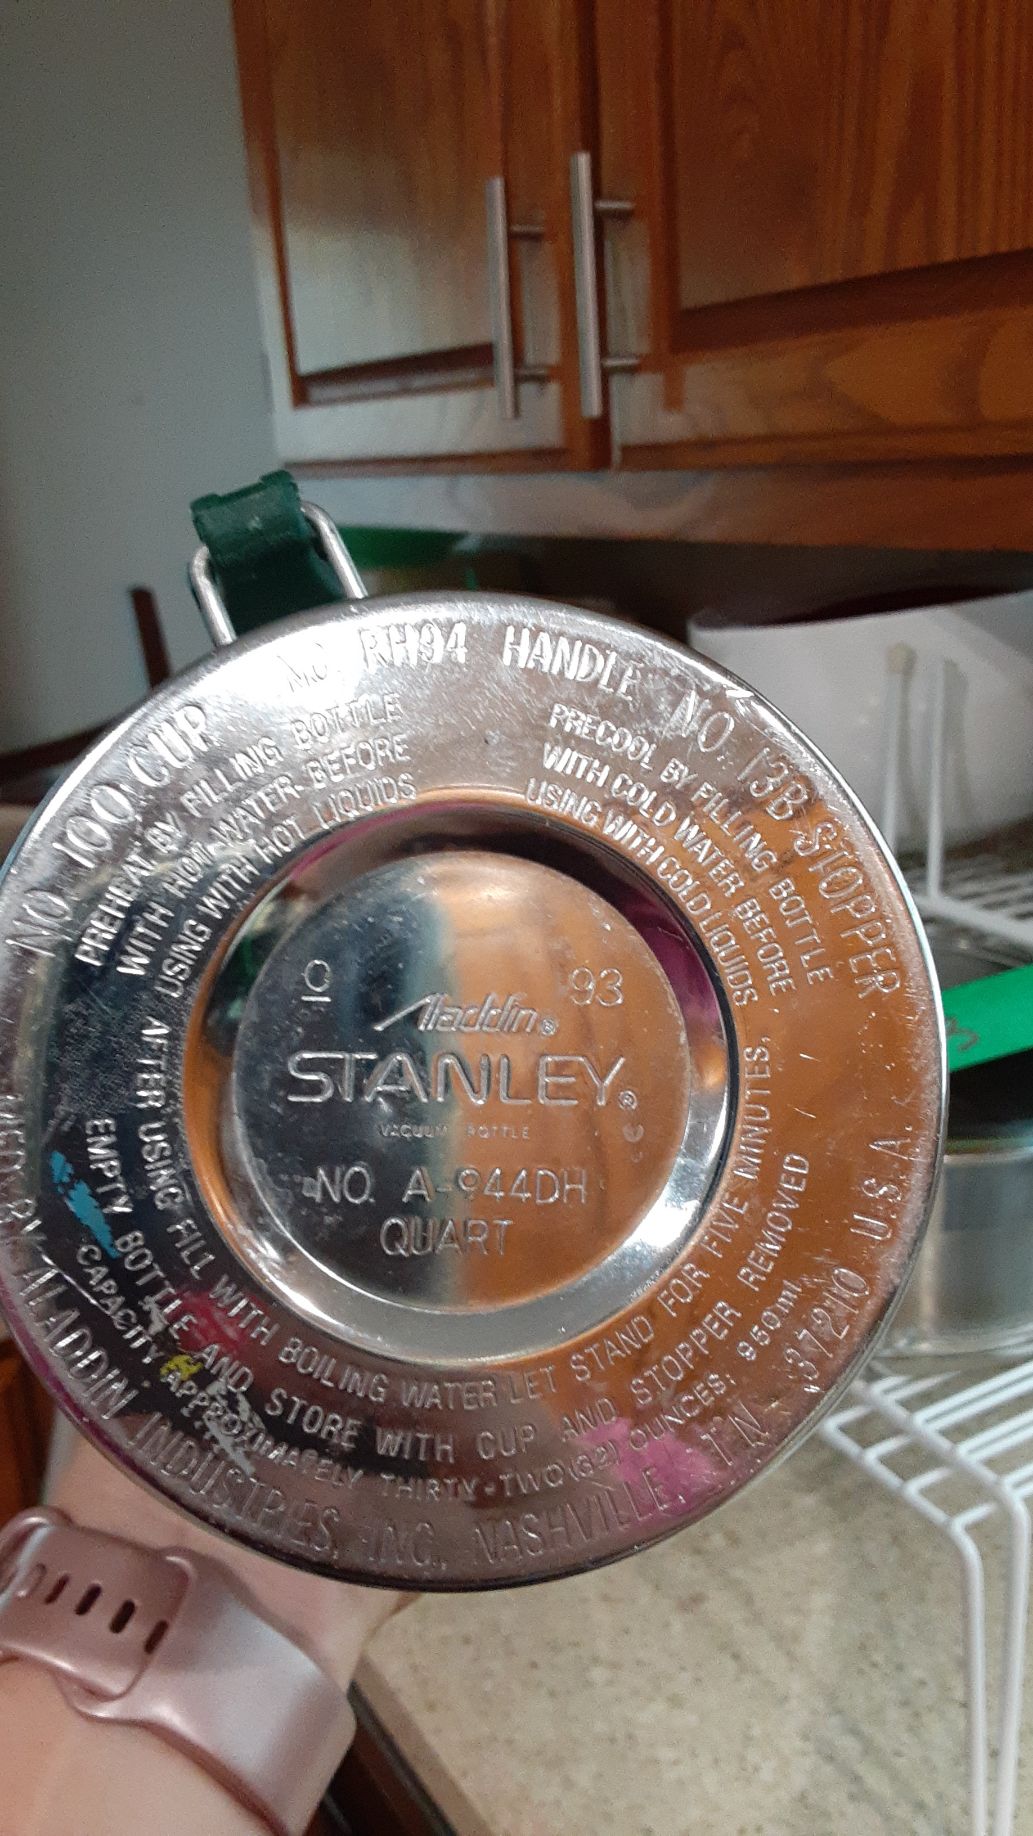 NO. 100 CUP NO. RH94 HANDLE NO. 13B STOPPER
PREHEAT BY FILLING BOTTLE
WITH HOT WATER BEFORE
USING WITH HOT LIQUIDS
PRECOOL BY FILLING BOTTLE
WITH COLD WATER BEFORE
USING WITH COLD LIQUIDS
O 93
Aladdin®
STANLEY®
VACUUM BOTTLE
NO. A-944DH
QUART
AFTER USING FILL WITH BOILING WATER LET STAND FOR FIVE MINUTES.
EMPTY BOTTLE AND STORE WITH CUP AND STOPPER REMOVED
CAPACITY APPROXIMATELY THIRTY-TWO (32) OUNCES; 950ml
BY ALADDIN INDUSTRIES, INC. NASHVILLE, TN 37210 U.S.A.